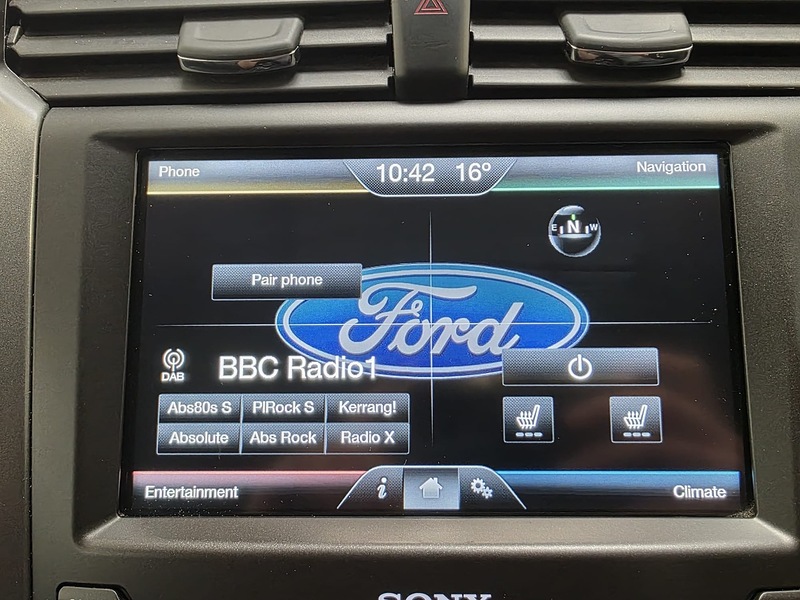 Phone
10:42 16º
Navigation
E N W
Pair phone
Ford
DAB
BBC Radio1
Abs80s S PlRock S Kerrang!
Absolute Abs Rock Radio X
Entertainment
i
Climate
SONY